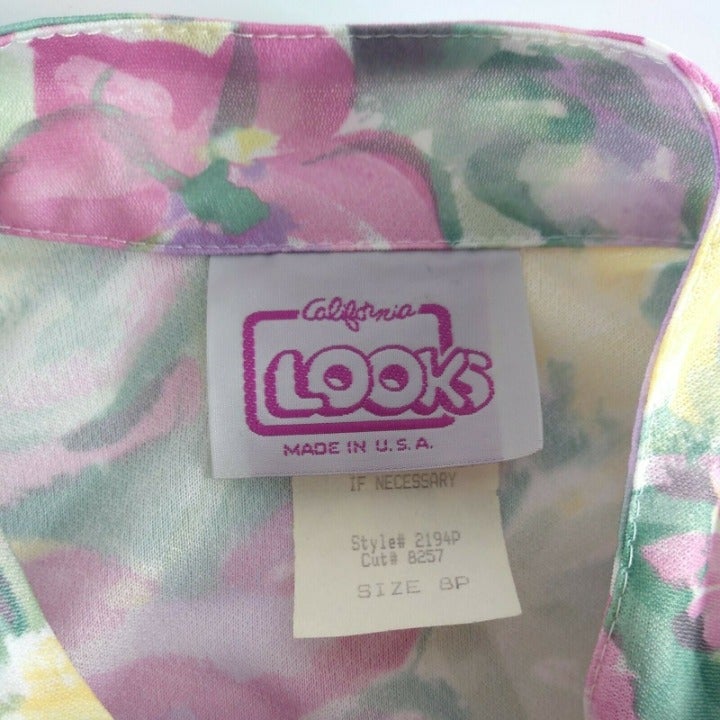 California
LOOKS
MADE IN U.S.A.
IF NECESSARY
Style# 2194P
Cut# 8257
SIZE 8P